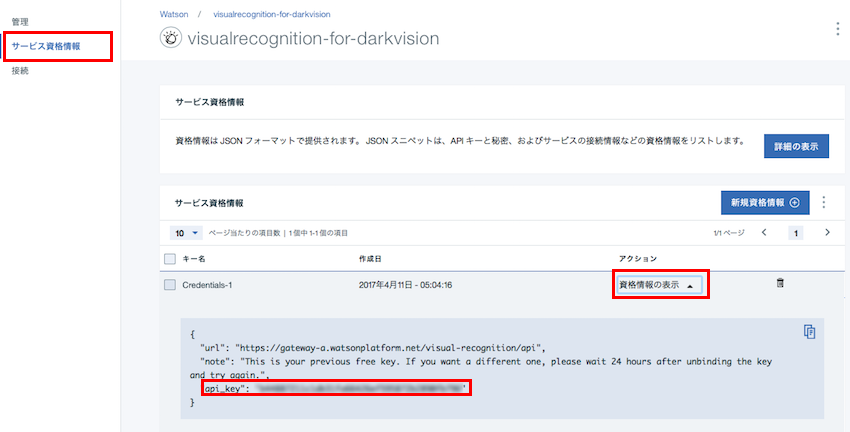 管理
サービス資格情報
接続
Watson / visualrecognition-for-darkvision
visualrecognition-for-darkvision
サービス資格情報
資格情報は JSON フォーマットで提供されます。 JSON スニペットは、API キーと秘密、およびサービスの接続情報などの資格情報をリストします。
詳細の表示
サービス資格情報
新規資格情報
10 ページ当たりの項目数 | 1個中 1-1個の項目 1/1 ページ 1
キー名 作成日 アクション
Credentials-1 2017年4月11日 - 05:04:16 資格情報の表示
{
"url": "https://gateway-a.watsonplatform.net/visual-recognition/api",
"note": "This is your previous free key. If you want a different one, please wait 24 hours after unbinding the key
and try again.",
api_key":
}